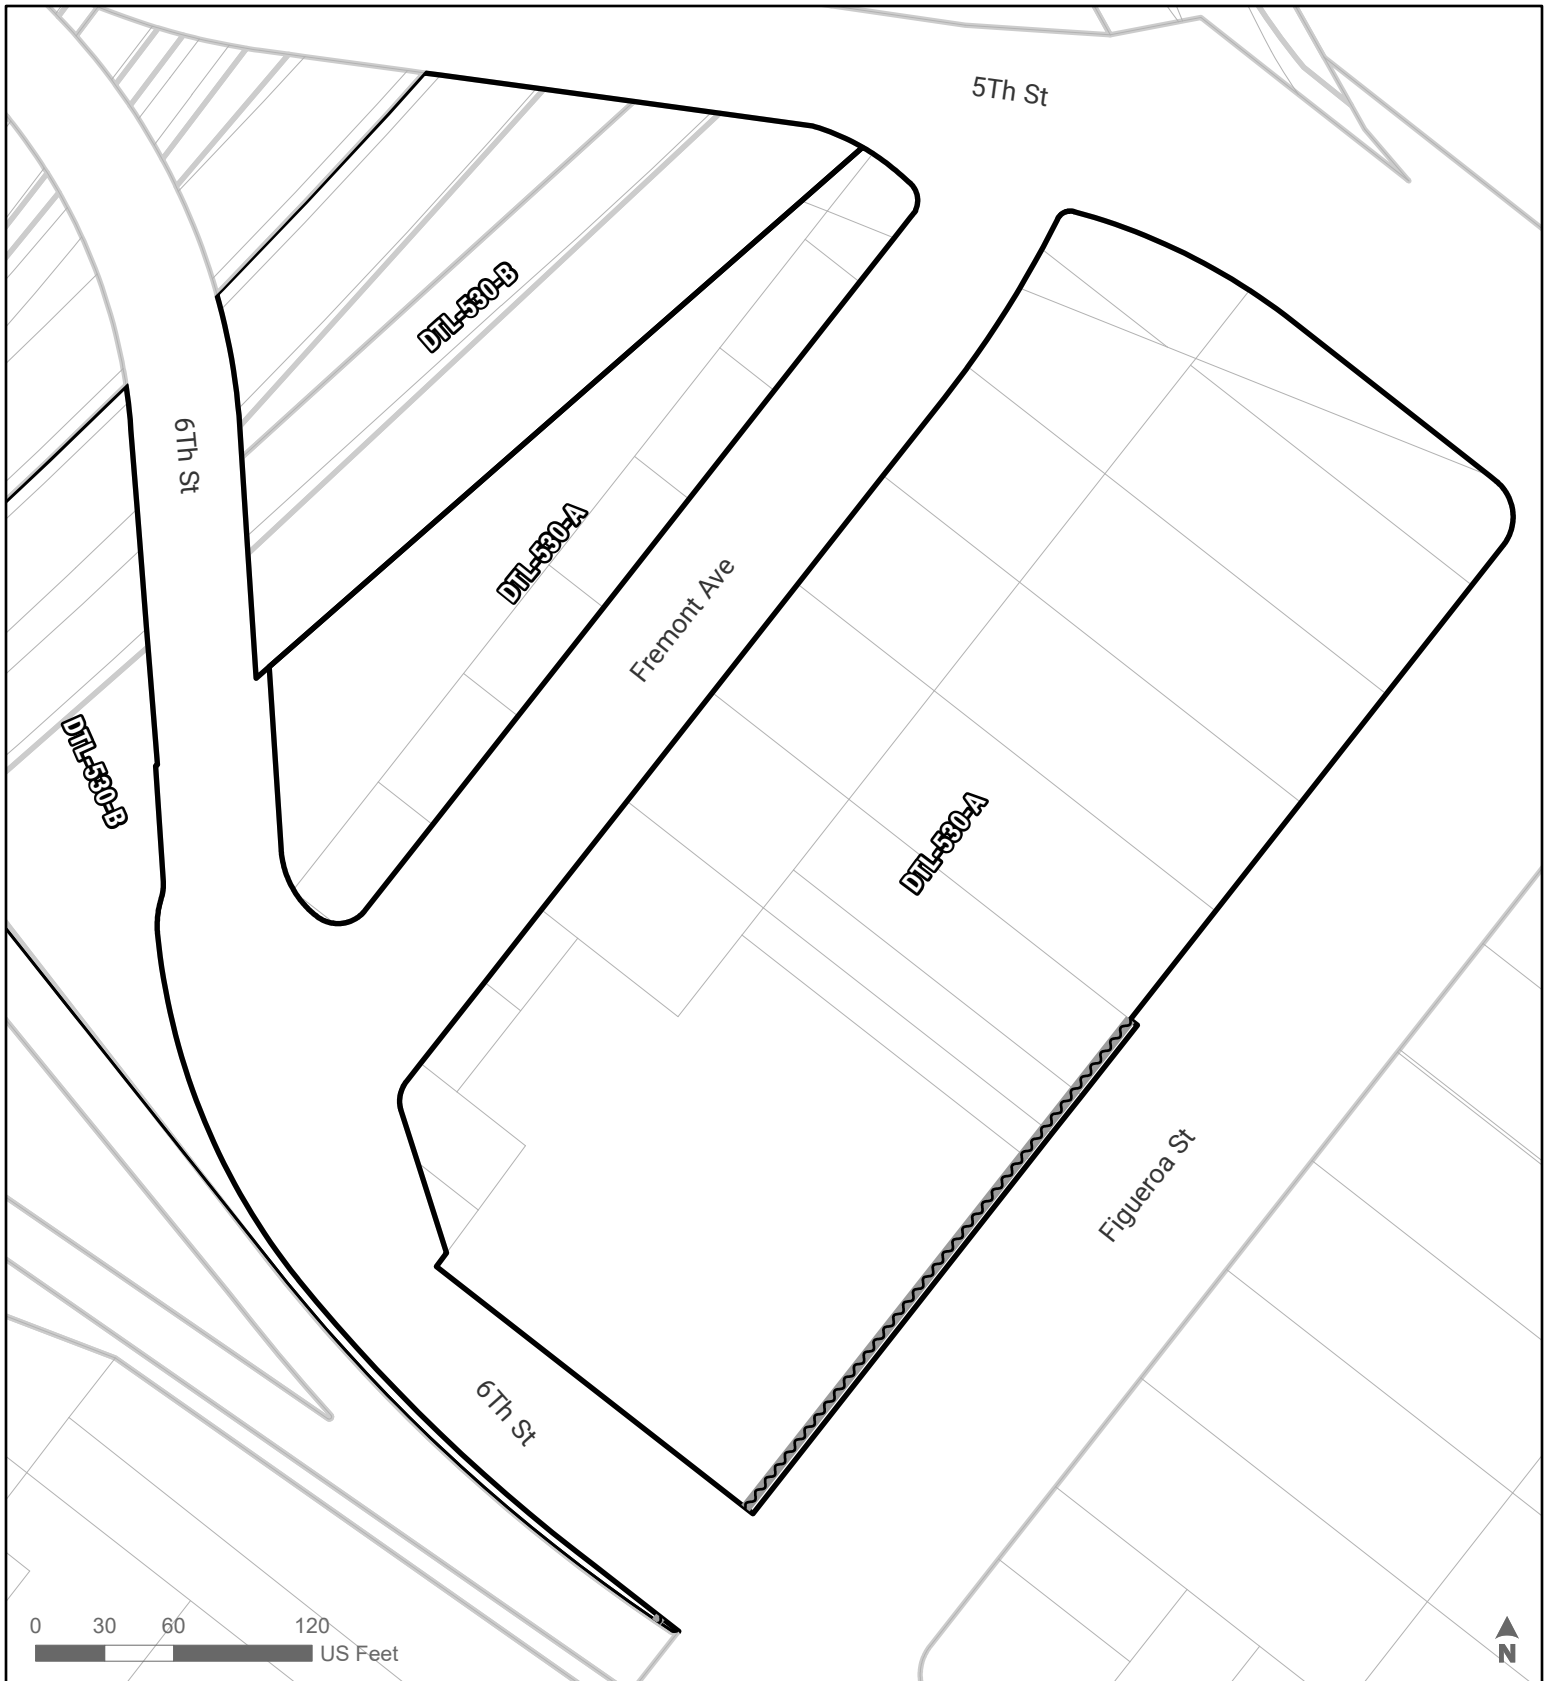 5Th St
DTL-530-B
6Th St
DTL-530-A
Fremont Ave
DTL-530-B
DTL-530-A
Figueroa St
6Th St
0 30 60 120
US Feet
N